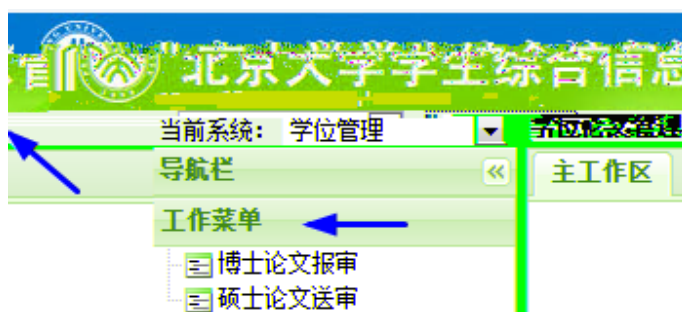 北京大学学生综合信息
当前系统： 学位管理
导航栏
主工作区
工作菜单
博士论文报审
硕士论文送审